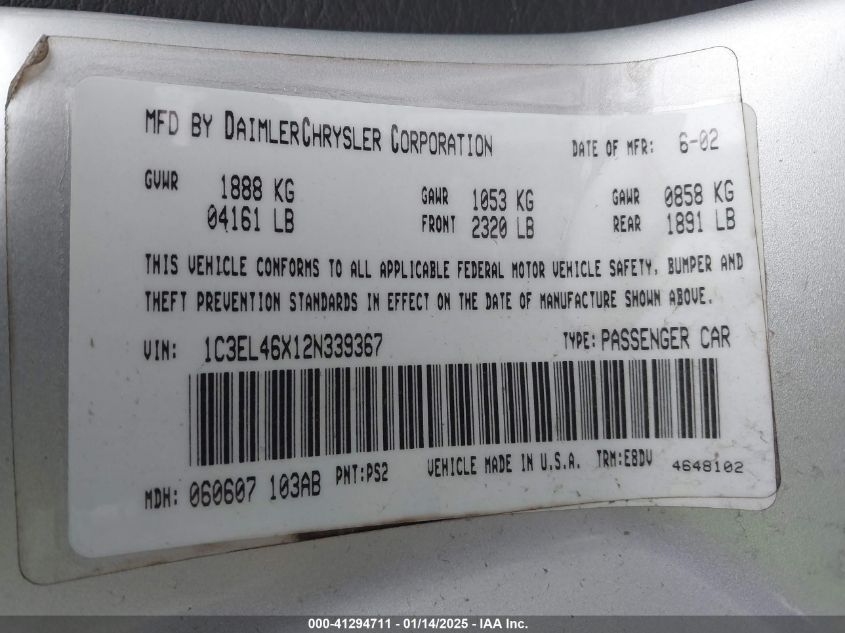 MFD BY DAIMLERCHRYSLER CORPORATION DATE OF MFR: 6-02
GVWR 1888 KG GAWR 1053 KG GAWR 0858 KG
04161 LB FRONT 2320 LB REAR 1891 LB
THIS VEHICLE CONFORMS TO ALL APPLICABLE FEDERAL MOTOR VEHICLE SAFETY, BUMPER AND
THEFT PREVENTION STANDARDS IN EFFECT ON THE DATE OF MANUFACTURE SHOWN ABOVE.
VIN: 1C3EL46X12N339367 TYPE: PASSENGER CAR
MDH: 060607 103AB PNT:PS2 VEHICLE MADE IN U.S.A. TRM:E8DV 4648102
000-41294711 - 01/14/2025 - IAA Inc.